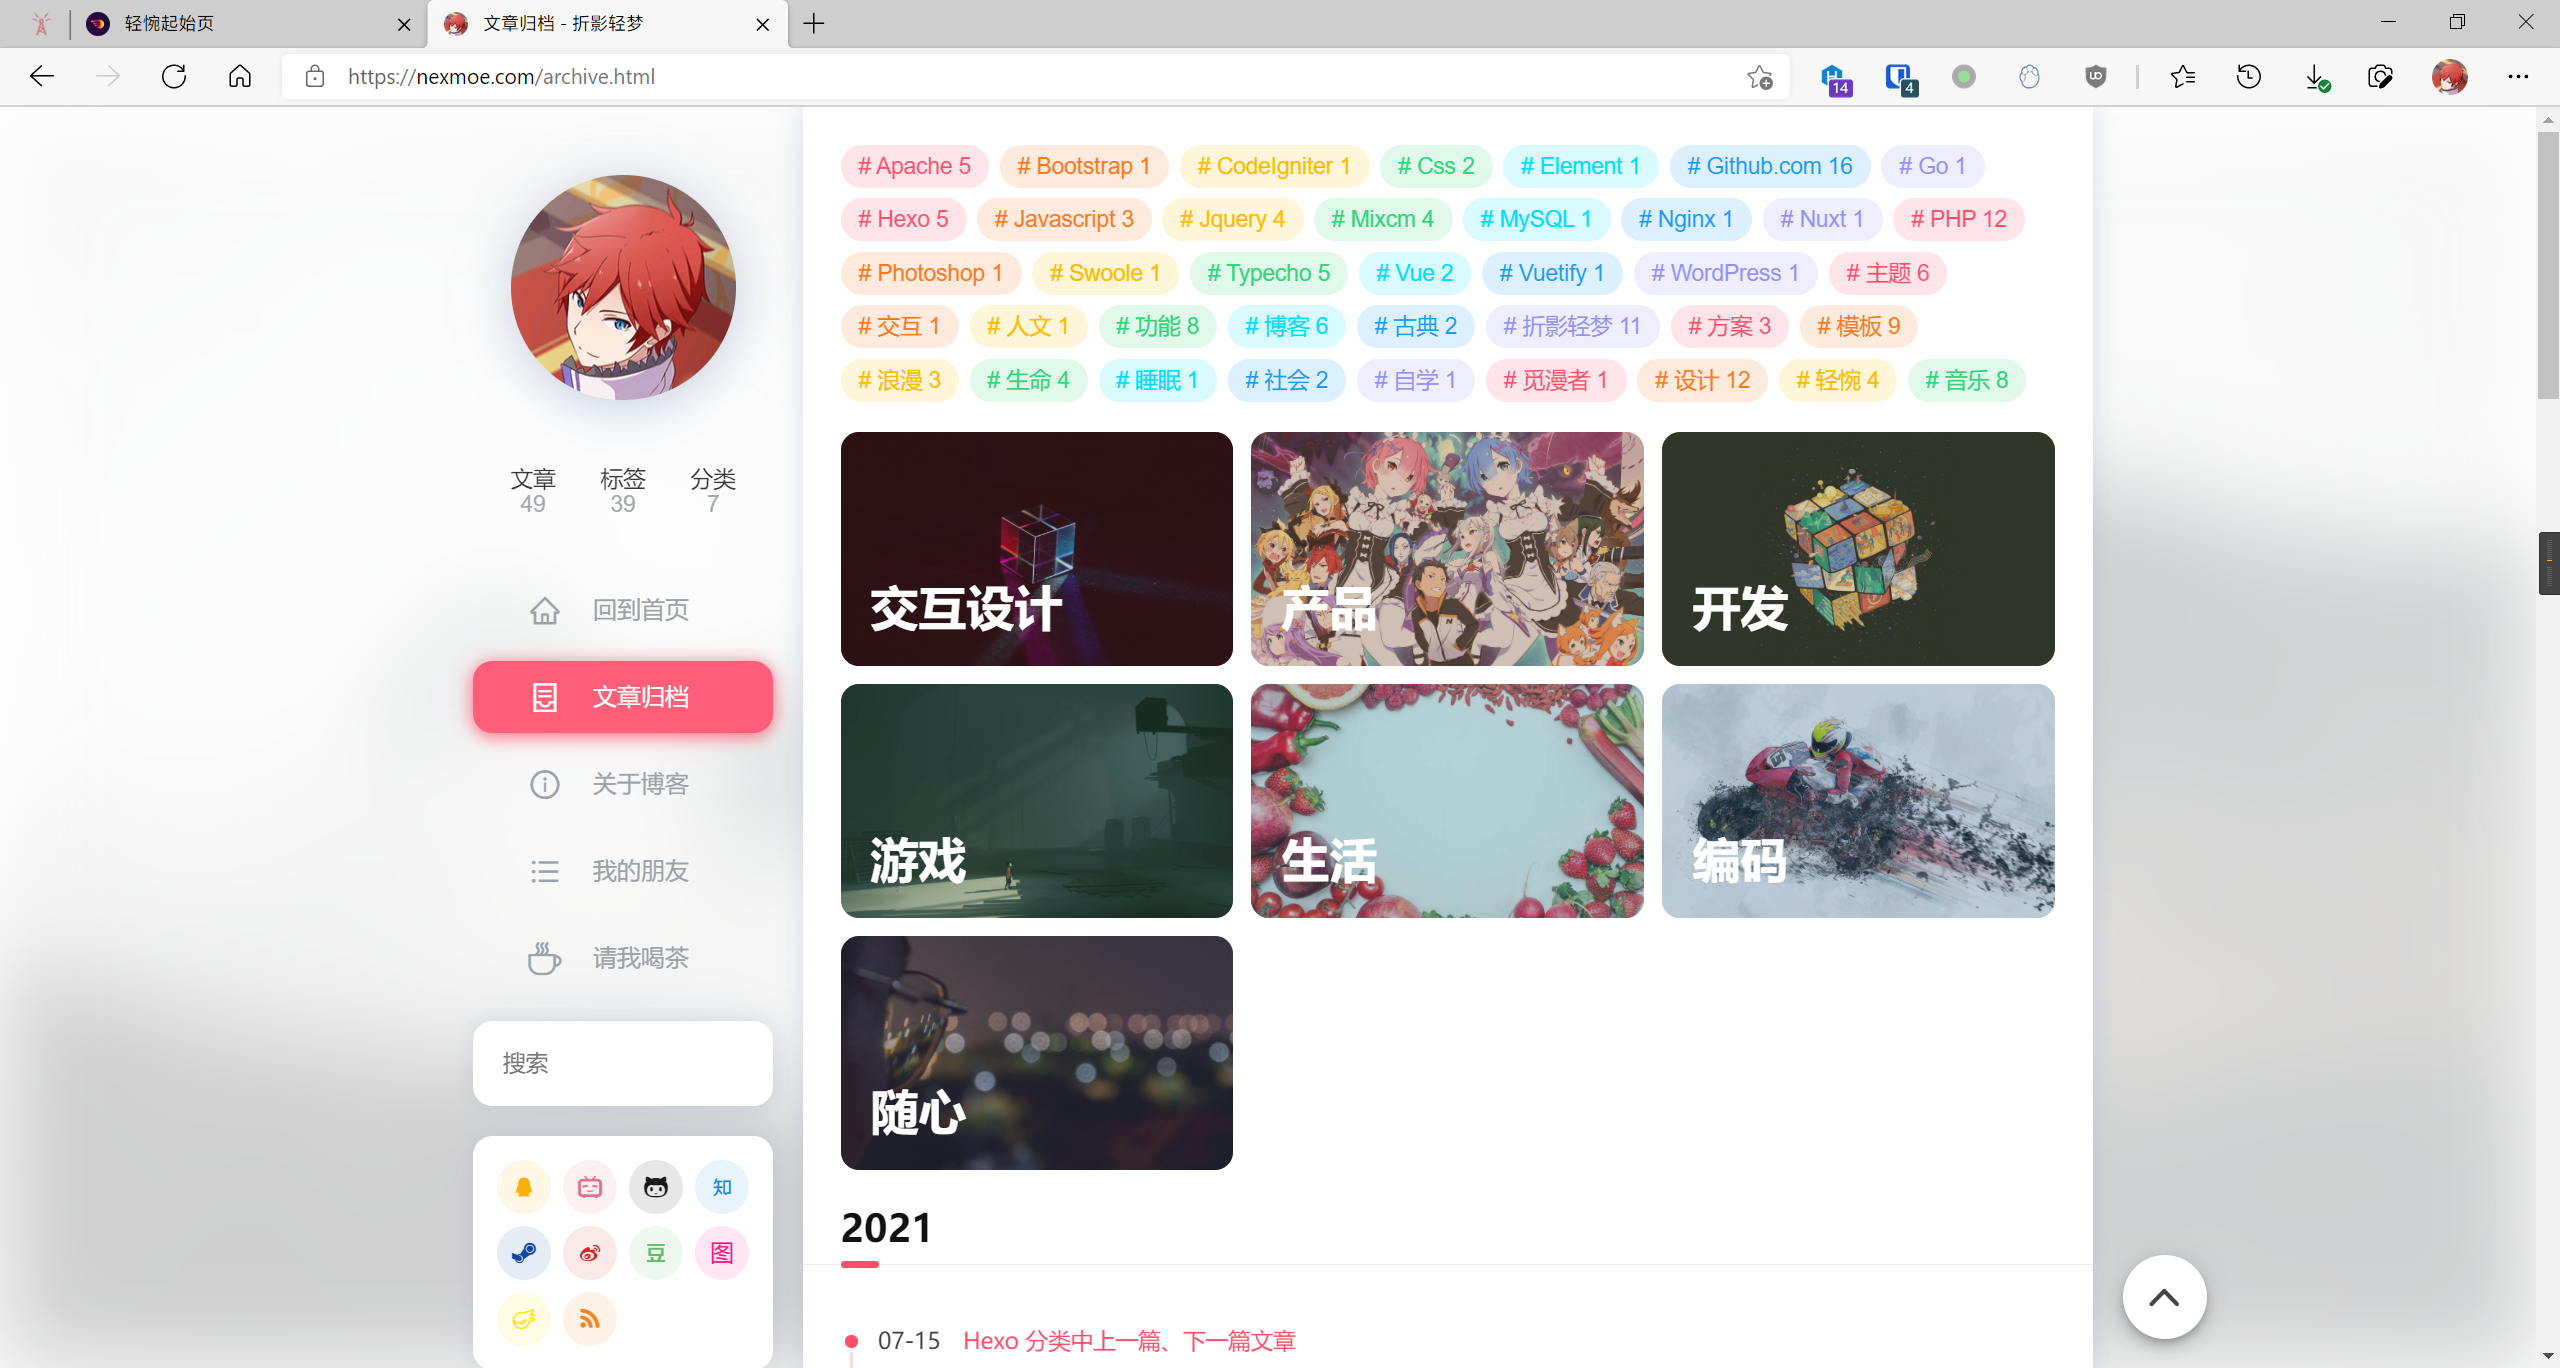 轻惋起始页
文章归档 - 折影轻梦
https://nexmoe.com/archive.html
14
4
文章 标签 分类
49 39 7
回到首页
文章归档
关于博客
我的朋友
请我喝茶
搜索
知
豆 图
# Apache 5 # Bootstrap 1 # CodeIgniter 1 # Css 2 # Element 1 # Github.com 16 # Go 1
# Hexo 5 # Javascript 3 # Jquery 4 # Mixcm 4 # MySQL 1 # Nginx 1 # Nuxt 1 # PHP 12
# Photoshop 1 # Swoole 1 # Typecho 5 # Vue 2 # Vuetify 1 # WordPress 1 # 主题 6
# 交互 1 # 人文 1 # 功能 8 # 博客 6 # 古典 2 # 折影轻梦 11 # 方案 3 # 模板 9
# 浪漫 3 # 生命 4 # 睡眠 1 # 社会 2 # 自学 1 # 觅漫者 1 # 设计 12 # 轻惋 4 # 音乐 8
交互设计 产品 开发
游戏 生活 编码
随心
2021
07-15 Hexo 分类中上一篇、下一篇文章